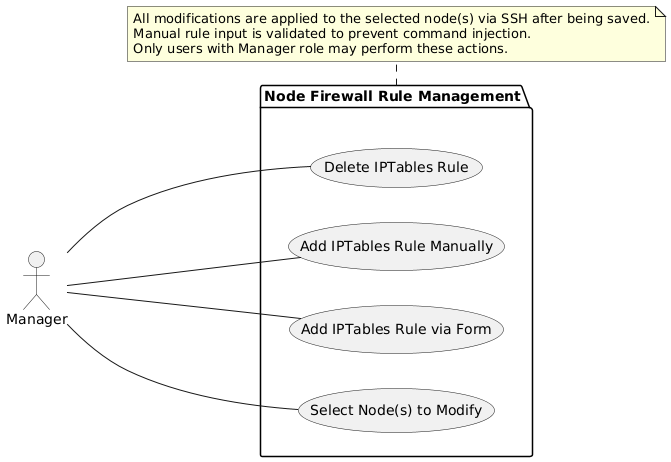 All modifications are applied to the selected node(s) via SSH after being saved.
Manual rule input is validated to prevent command injection.
Only users with Manager role may perform these actions.
Node Firewall Rule Management
Delete IPTables Rule
Add IPTables Rule Manually
Add IPTables Rule via Form
Select Node(s) to Modify
Manager